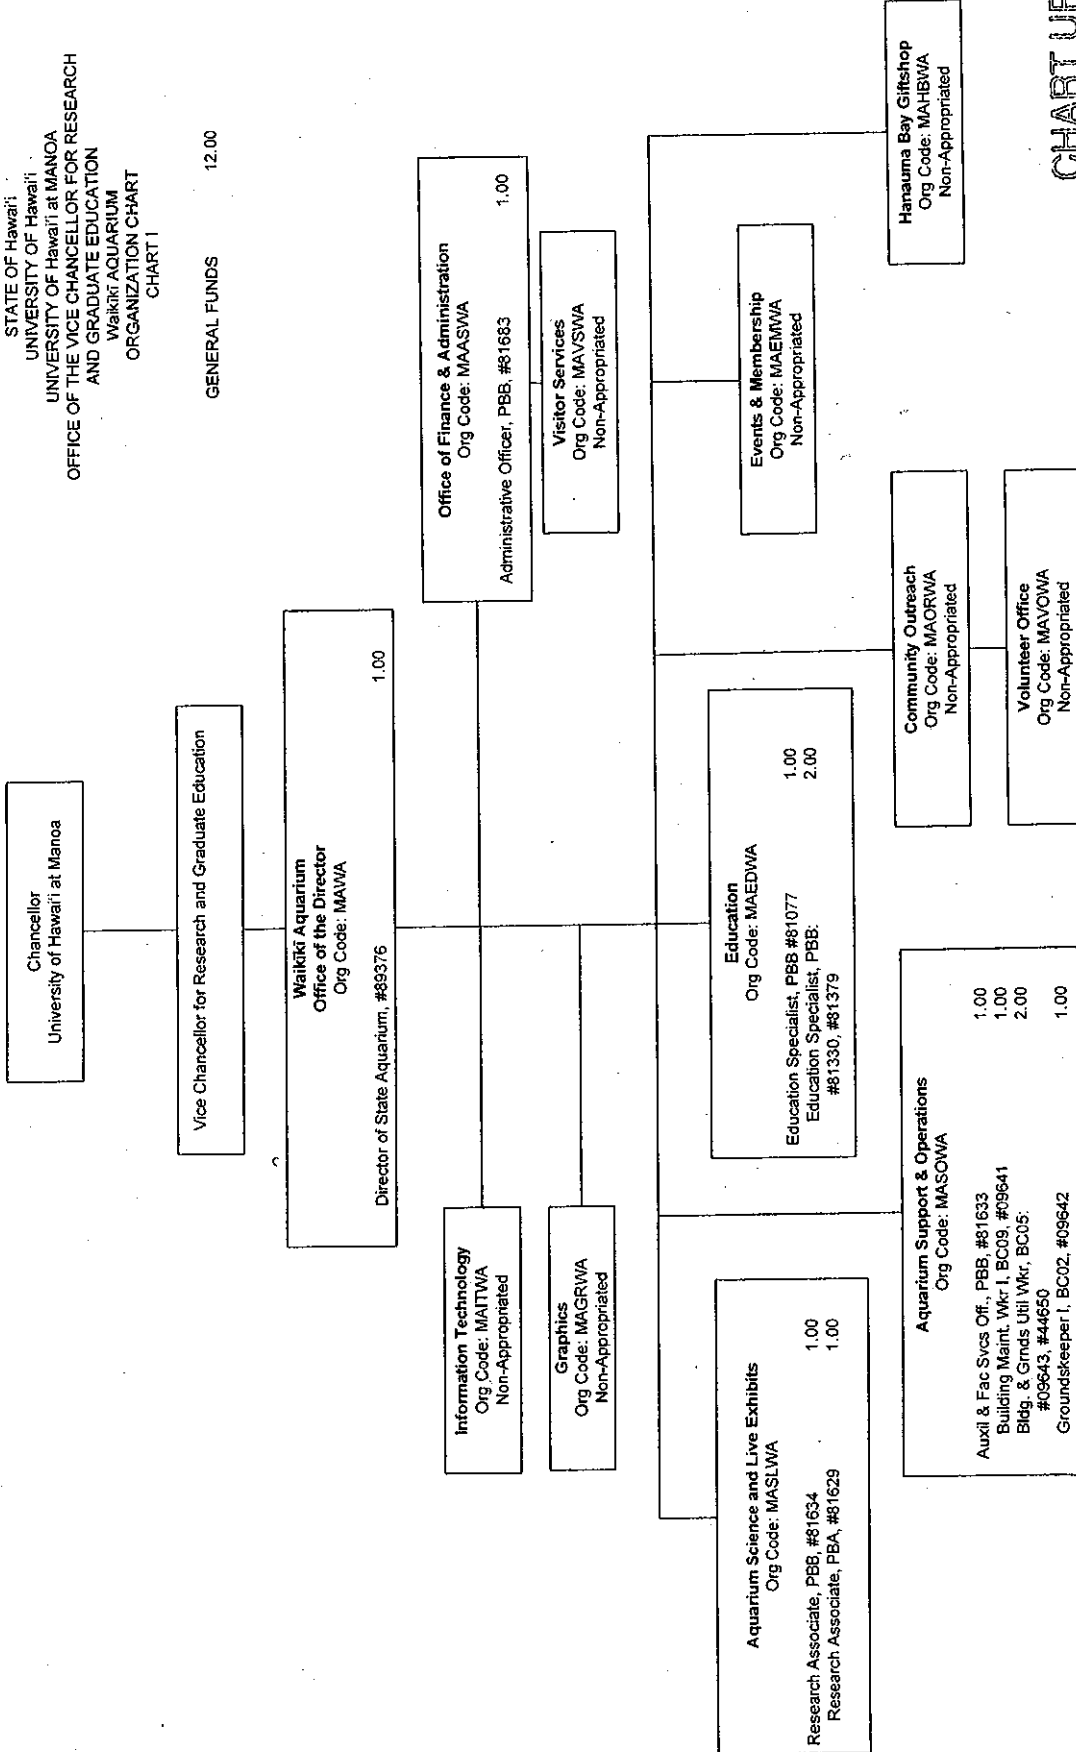 STATE OF Hawai'i
UNIVERSITY OF Hawai'i
UNIVERSITY OF Hawai'i at MANOA
OFFICE OF THE VICE CHANCELLOR FOR RESEARCH
AND GRADUATE EDUCATION
Waikiki AQUARIUM
ORGANIZATION CHART
CHART I
GENERAL FUNDS 12.00
Chancellor
University of Hawai'i at Manoa
Vice Chancellor for Research and Graduate Education
Waikiki Aquarium
Office of the Director
Org Code: MAWA
Director of State Aquarium, #89376 1.00
Information Technology
Org Code: MAITWA
Non-Appropriated
Graphics
Org Code: MAGRWA
Non-Appropriated
Office of Finance & Administration
Org Code: MAASWA
Administrative Officer, PBB, #81683 1.00
Visitor Services
Org Code: MAVSWA
Non-Appropriated
Aquarium Science and Live Exhibits
Org Code: MASLWA
Research Associate, PBB, #81634 1.00
Research Associate, PBA, #81629 1.00
Aquarium Support & Operations
Org Code: MASOWA
Auxil & Fac Svcs Off., PBB, #81633 1.00
Building Maint. Wkr I, BC09, #09641 1.00
Bldg. & Grnds Util Wkr, BC05: 2.00
#09643, #44650
Groundskeeper I, BC02, #09642 1.00
Education
Org Code: MAEDWA
Education Specialist, PBB #81077 1.00
Education Specialist, PBB: 2.00
#81330, #81379
Community Outreach
Org Code: MAORWA
Non-Appropriated
Volunteer Office
Org Code: MAVOWA
Non-Appropriated
Events & Membership
Org Code: MAEMWA
Non-Appropriated
Hanauma Bay Giftshop
Org Code: MAHBWA
Non-Appropriated
CHART